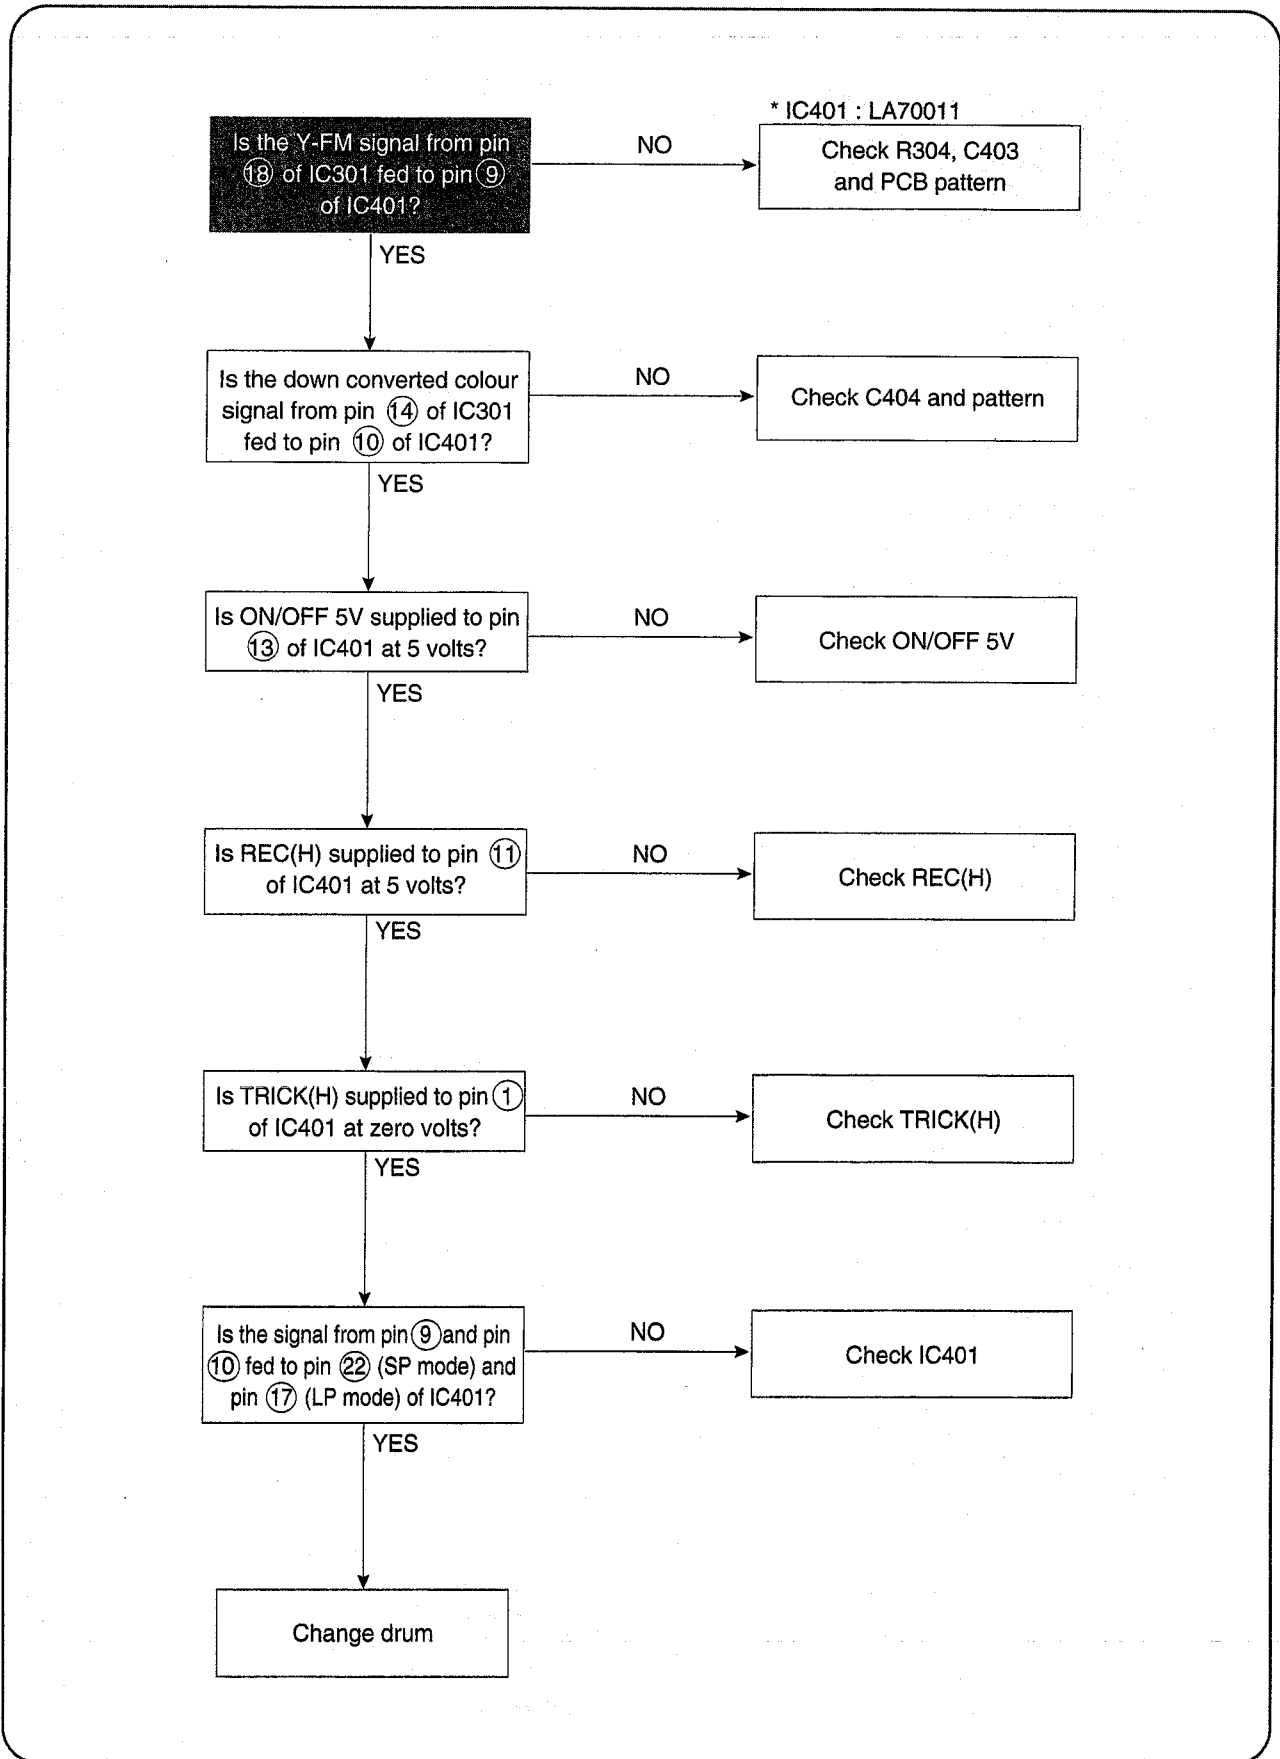 * IC401 : LA70011
Is the Y-FM signal from pin
⑱ of IC301 fed to pin ⑨
of IC401?
NO
Check R304, C403
and PCB pattern
YES
Is the down converted colour
signal from pin ⑭ of IC301
fed to pin ⑩ of IC401?
NO
Check C404 and pattern
YES
Is ON/OFF 5V supplied to pin
⑬ of IC401 at 5 volts?
NO
Check ON/OFF 5V
YES
Is REC(H) supplied to pin ⑪
of IC401 at 5 volts?
NO
Check REC(H)
YES
Is TRICK(H) supplied to pin ①
of IC401 at zero volts?
NO
Check TRICK(H)
YES
Is the signal from pin ⑨ and pin
⑩ fed to pin ㉒ (SP mode) and
pin ⑰ (LP mode) of IC401?
NO
Check IC401
YES
Change drum